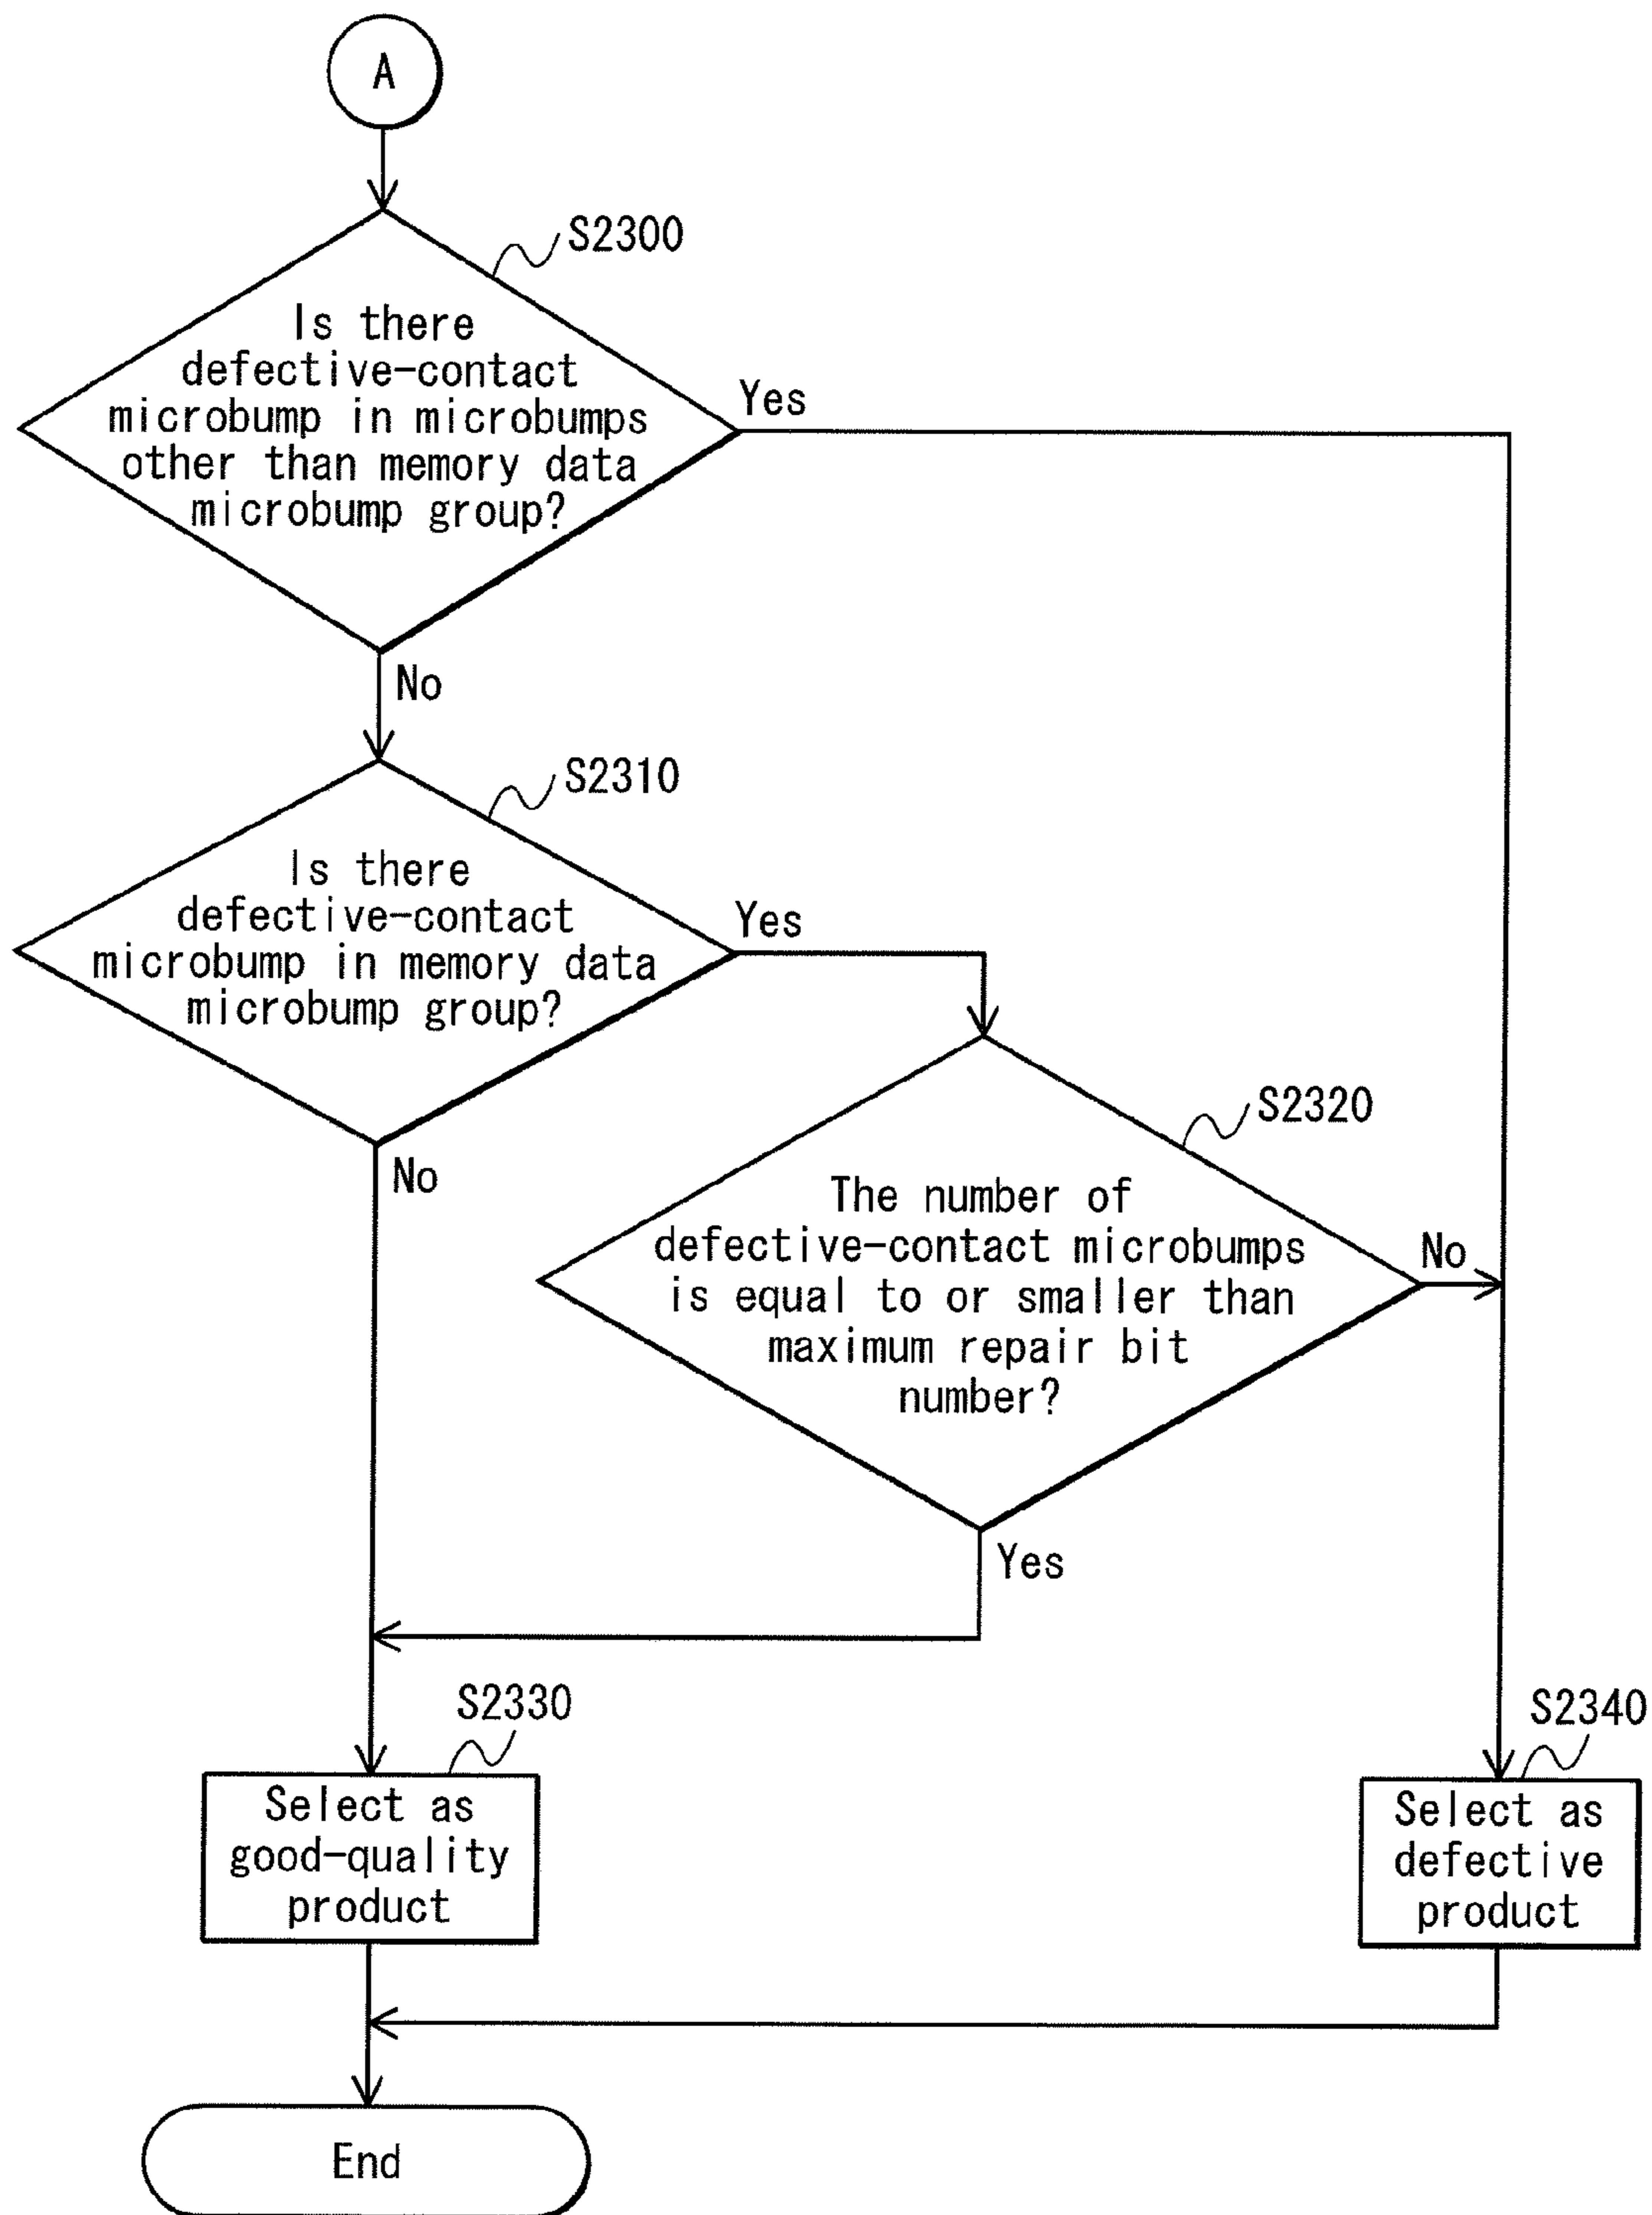 A
S2300
Is there
defective-contact
microbump in microbumps
other than memory data
microbump group?
Yes
No
S2310
Is there
defective-contact
microbump in memory data
microbump group?
Yes
No
S2320
The number of
defective-contact microbumps
is equal to or smaller than
maximum repair bit
number?
No
Yes
S2330
Select as
good-quality
product
S2340
Select as
defective
product
End